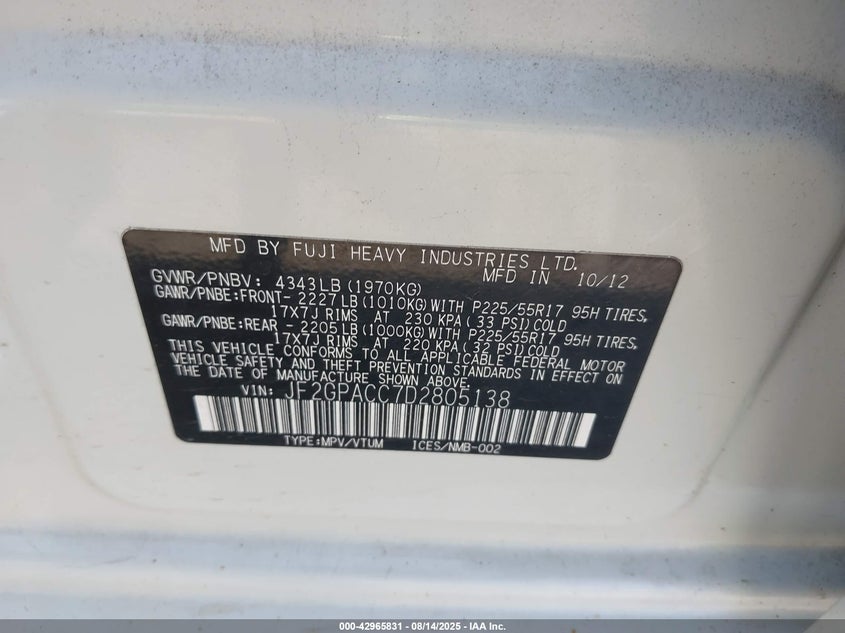 MFD BY FUJI HEAVY INDUSTRIES LTD.
GVWR/PNBV: 4343LB(1970KG) MFD IN 10/12
GAWR/PNBE:FRONT- 2227LB(1010KG)WITH P225/55R17 95H TIRES,
17X7J RIMS AT 230 KPA(33 PSI)COLD
GAWR/PNBE:REAR - 2205LB(1000KG)WITH P225/55R17 95H TIRES,
17X7J RIMS AT 220 KPA(32 PSI)COLD
THIS VEHICLE CONFORMS TO ALL APPLICABLE FEDERAL MOTOR
VEHICLE SAFETY AND THEFT PREVENTION STANDARDS IN EFFECT ON
THE DATE OF MANUFACTURE SHOWN ABOVE.
VIN: JF2GPACC7D2805138
TYPE:MPV/VTUM ICES/NMB-002
000-42965831 - 08/14/2025 - IAA Inc.